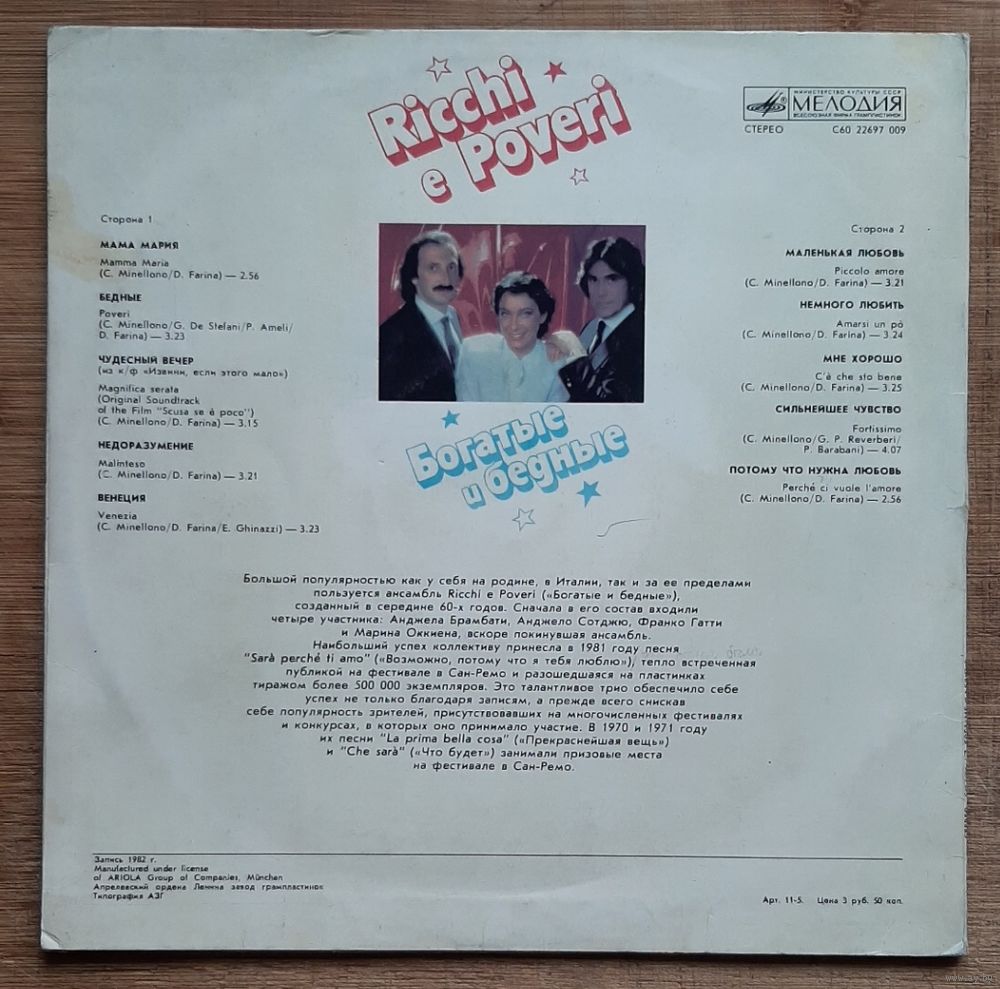 Ricchi
e Poveri
МИНИСТЕРСТВО КУЛЬТУРЫ СССР
МЕЛОДИЯ
ВСЕСОЮЗНАЯ ФИРМА ГРАМПЛАСТИНОК
СТЕРЕО
С60 22697 009
Сторона 1
МАМА МАРИЯ
Mamma Maria
(C. Minellono/D. Farina) — 2.56
БЕДНЫЕ
Poveri
(C. Minellono/G. De Stefani/P. Ameli/
D. Farina) — 3.23
ЧУДЕСНЫЙ ВЕЧЕР
(из к/ф «Извини, если этого мало»)
Magnifica serata
(Original Soundtrack
of the Film "Scusa se è poco")
(C. Minellono/D. Farina) — 3.15
НЕДОРАЗУМЕНИЕ
Malinteso
(C. Minellono/D. Farina) — 3.21
ВЕНЕЦИЯ
Venezia
(C. Minellono/D. Farina/E. Ghinazzi) — 3.23
Сторона 2
МАЛЕНЬКАЯ ЛЮБОВЬ
Piccolo amore
(C. Minellono/D. Farina) — 3.21
НЕМНОГО ЛЮБИТЬ
Amarsi un pò
(C. Minellono/D. Farina) — 3.24
МНЕ ХОРОШО
C'è che sto bene
(C. Minellono/D. Farina) — 3.25
СИЛЬНЕЙШЕЕ ЧУВСТВО
Fortissimo
(C. Minellono/G. P. Reverberi/
P. Barabani) — 4.07
ПОТОМУ ЧТО НУЖНА ЛЮБОВЬ
Perché ci vuole l'amore
(C. Minellono/D. Farina) — 2.56
Богатые
и бедные
Большой популярностью как у себя на родине, в Италии, так и за ее пределами
пользуется ансамбль Ricchi e Poveri («Богатые и бедные»),
созданный в середине 60-х годов. Сначала в его состав входили
четыре участника: Анджела Брамбати, Анджело Сотджю, Франко Гатти
и Марина Оккиена, вскоре покинувшая ансамбль.
Наибольший успех коллективу принесла в 1981 году песня
"Sarà perché ti amo" («Возможно, потому что я тебя люблю»), тепло встреченная
публикой на фестивале в Сан-Ремо и разошедшаяся на пластинках
тиражом более 500 000 экземпляров. Это талантливое трио обеспечило себе
успех не только благодаря записям, а прежде всего снискав
себе популярность зрителей, присутствовавших на многочисленных фестивалях
и конкурсах, в которых оно принимало участие. В 1970 и 1971 году
их песни "La prima bella cosa" («Прекраснейшая вещь»)
и "Che sarà" («Что будет») занимали призовые места
на фестивале в Сан-Ремо.
Запись 1982 г.
Manufactured under license
of ARIOLA Group of Companies, München
Апрелевский ордена Ленина завод грампластинок
Типография АЗГ
Арт. 11-5. Цена 3 руб. 50 коп.
www.ay.by